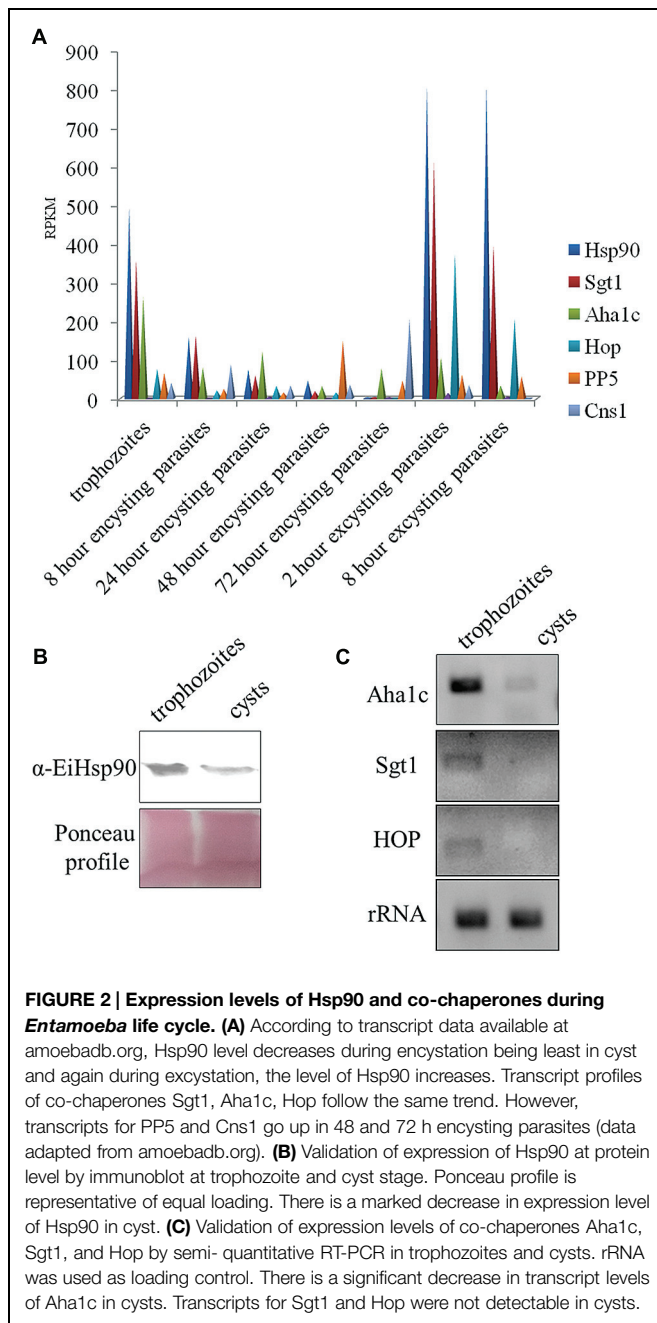 A
900
800
700
600
500
400
300
200
100
0
RPKM
trophozoites
8 hour encysting parasites
24 hour encysting parasites
48 hour encysting parasites
72 hour encysting parasites
2 hour excysting parasites
8 hour excysting parasites
Hsp90
Sgt1
Aha1c
Hop
PP5
Cns1
B
trophozoites
cysts
α-EiHsp90
Ponceau
profile
C
trophozoites
cysts
Aha1c
Sgt1
HOP
rRNA
FIGURE 2 | Expression levels of Hsp90 and co-chaperones during
Entamoeba life cycle. (A) According to transcript data available at
amoebadb.org, Hsp90 level decreases during encystation being least in cyst
and again during excystation, the level of Hsp90 increases. Transcript profiles
of co-chaperones Sgt1, Aha1c, Hop follow the same trend. However,
transcripts for PP5 and Cns1 go up in 48 and 72 h encysting parasites (data
adapted from amoebadb.org). (B) Validation of expression of Hsp90 at protein
level by immunoblot at trophozoite and cyst stage. Ponceau profile is
representative of equal loading. There is a marked decrease in expression level
of Hsp90 in cyst. (C) Validation of expression levels of co-chaperones Aha1c,
Sgt1, and Hop by semi- quantitative RT-PCR in trophozoites and cysts. rRNA
was used as loading control. There is a significant decrease in transcript levels
of Aha1c in cysts. Transcripts for Sgt1 and Hop were not detectable in cysts.